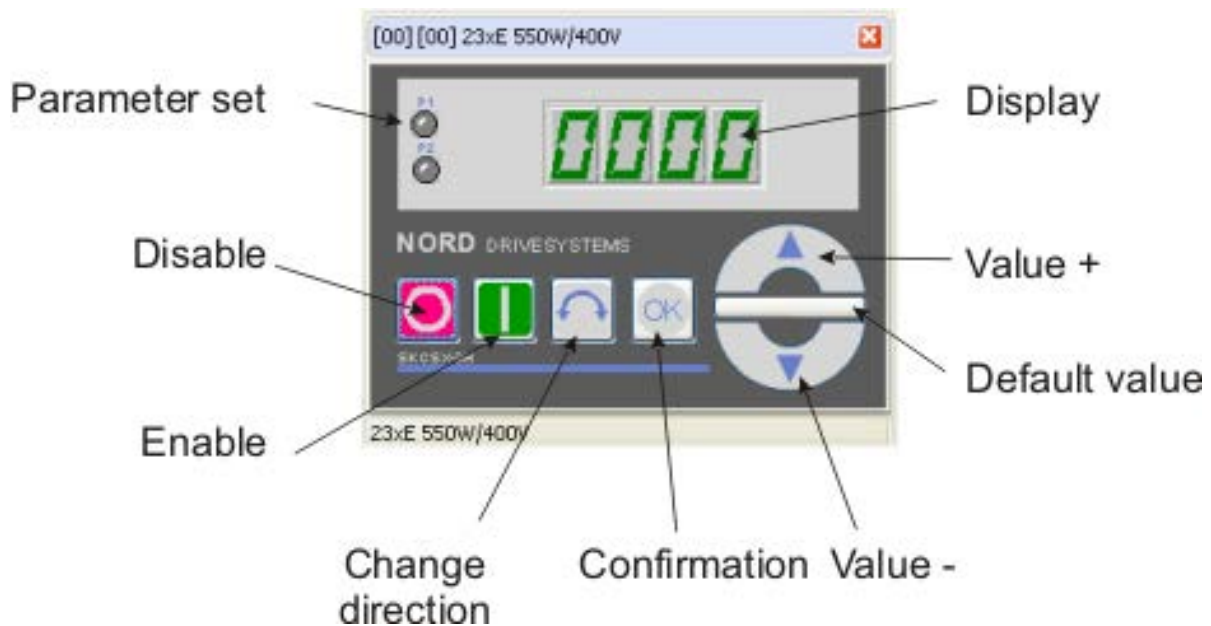 [00] [00] 23xE 550W/400V
Parameter set
P1
P2
0000
Display
NORD DRIVESYSTEMS
Disable
Value +
OK
Default value
Enable
23xE 550W/400V
Change
direction
Confirmation
Value -